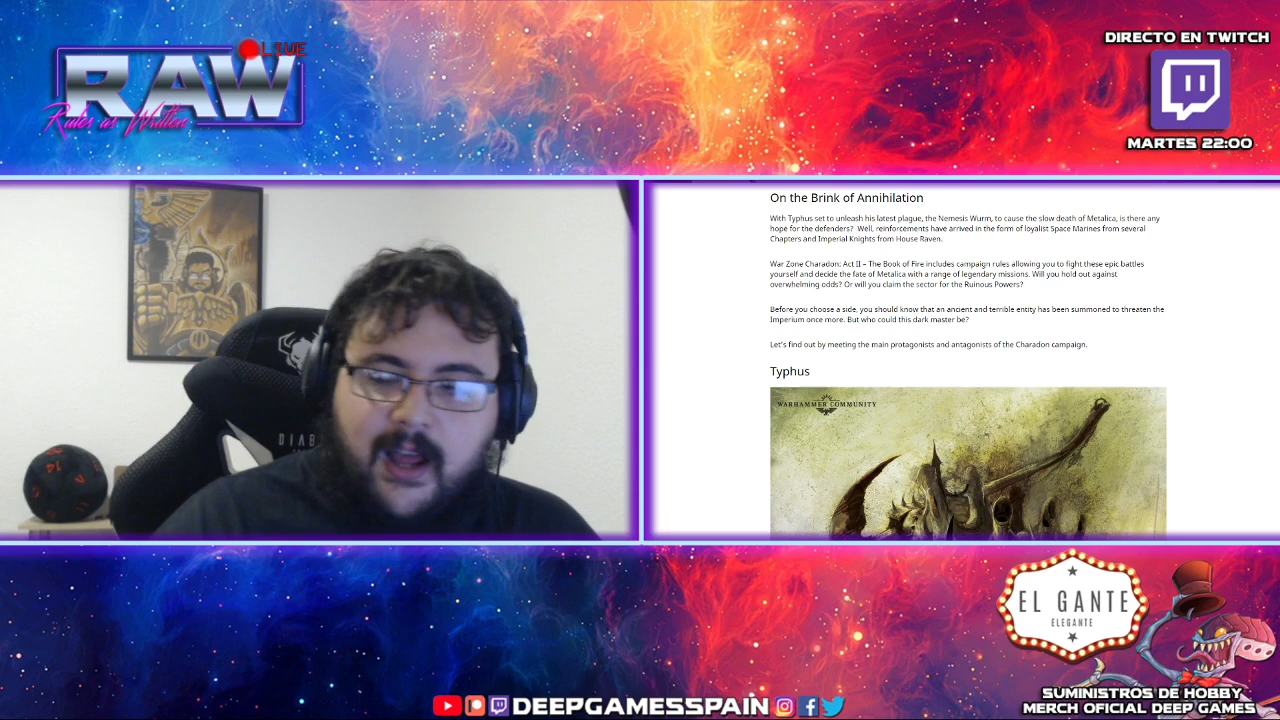 RAW
LIVE
Rules as Written
DIRECTO EN TWITCH
MARTES 22:00
DIAB
14
On the Brink of Annihilation
With Typhus set to unleash his latest plague, the Nemesis Wurm, to cause the slow death of Metalica, is there any
hope for the defenders? Well, reinforcements have arrived in the form of loyalist Space Marines from several
Chapters and Imperial Knights from House Raven.
War Zone Charadon: Act II – The Book of Fire includes campaign rules allowing you to fight these epic battles
yourself and decide the fate of Metalica with a range of legendary missions. Will you hold out against
overwhelming odds? Or will you claim the sector for the Ruinous Powers?
Before you choose a side, you should know that an ancient and terrible entity has been summoned to threaten the
Imperium once more. But who could this dark master be?
Let's find out by meeting the main protagonists and antagonists of the Charadon campaign.
Typhus
WARHAMMER COMMUNITY
EL GANTE
ELEGANTE
SUMINISTROS DE HOBBY
MERCH OFICIAL DEEP GAMES
DEEPGAMESSPAIN